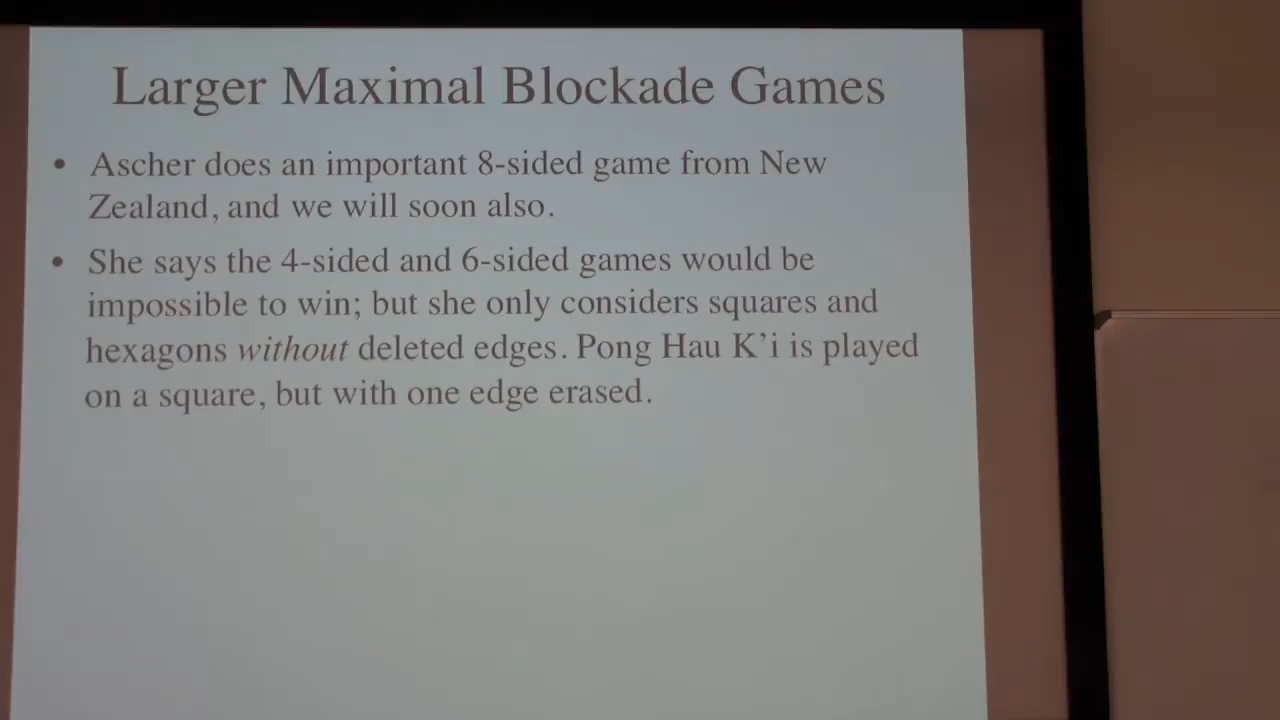 Larger Maximal Blockade Games
• Ascher does an important 8-sided game from New
Zealand, and we will soon also.
• She says the 4-sided and 6-sided games would be
impossible to win; but she only considers squares and
hexagons without deleted edges. Pong Hau K’i is played
on a square, but with one edge erased.